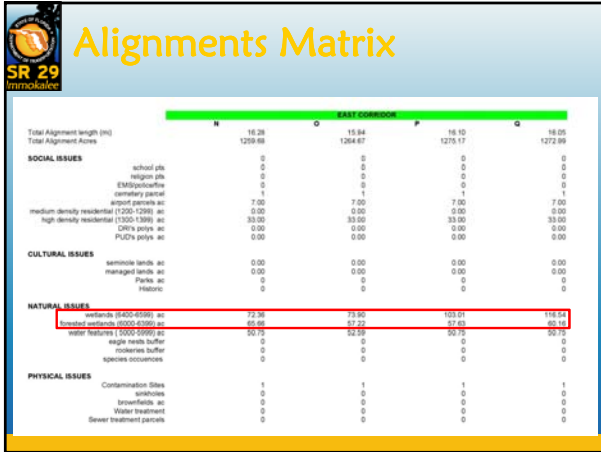 STATE OF FLORIDA
SR 29
Immokalee
Alignments Matrix
EAST CORRIDOR
N O P Q
Total Alignment length (mi) 16.28 15.94 16.10 16.05
Total Alignment Acres 1259.68 1264.67 1275.17 1272.99
SOCIAL ISSUES 0 0 0 0
school pts 0 0 0 0
religion pts 0 0 0 0
EMS/police/fire 0 0 0 0
cemetery parcel 1 1 1 1
airport parcels ac 7.00 7.00 7.00 7.00
medium density residential (1200-1299) ac 0.00 0.00 0.00 0.00
high density residential (1300-1399) ac 33.00 33.00 33.00 33.00
DRI's polys ac 0.00 0.00 0.00 0.00
PUD's polys ac 0.00 0.00 0.00 0.00
CULTURAL ISSUES
seminole lands ac 0.00 0.00 0.00 0.00
managed lands ac 0.00 0.00 0.00 0.00
Parks ac 0 0 0 0
Historic 0 0 0 0
NATURAL ISSUES
wetlands (6400-6599) ac 72.36 73.90 103.01 116.54
forested wetlands (6000-6399) ac 65.66 57.22 57.63 60.16
water features ( 5000-5999) ac 50.75 52.59 50.75 50.75
eagle nests buffer 0 0 0 0
rookeries buffer 0 0 0 0
species occuences 0 0 0 0
PHYSICAL ISSUES
Contamination Sites 1 1 1 1
sinkholes 0 0 0 0
brownfields ac 0 0 0 0
Water treatment 0 0 0 0
Sewer treatment parcels 0 0 0 0